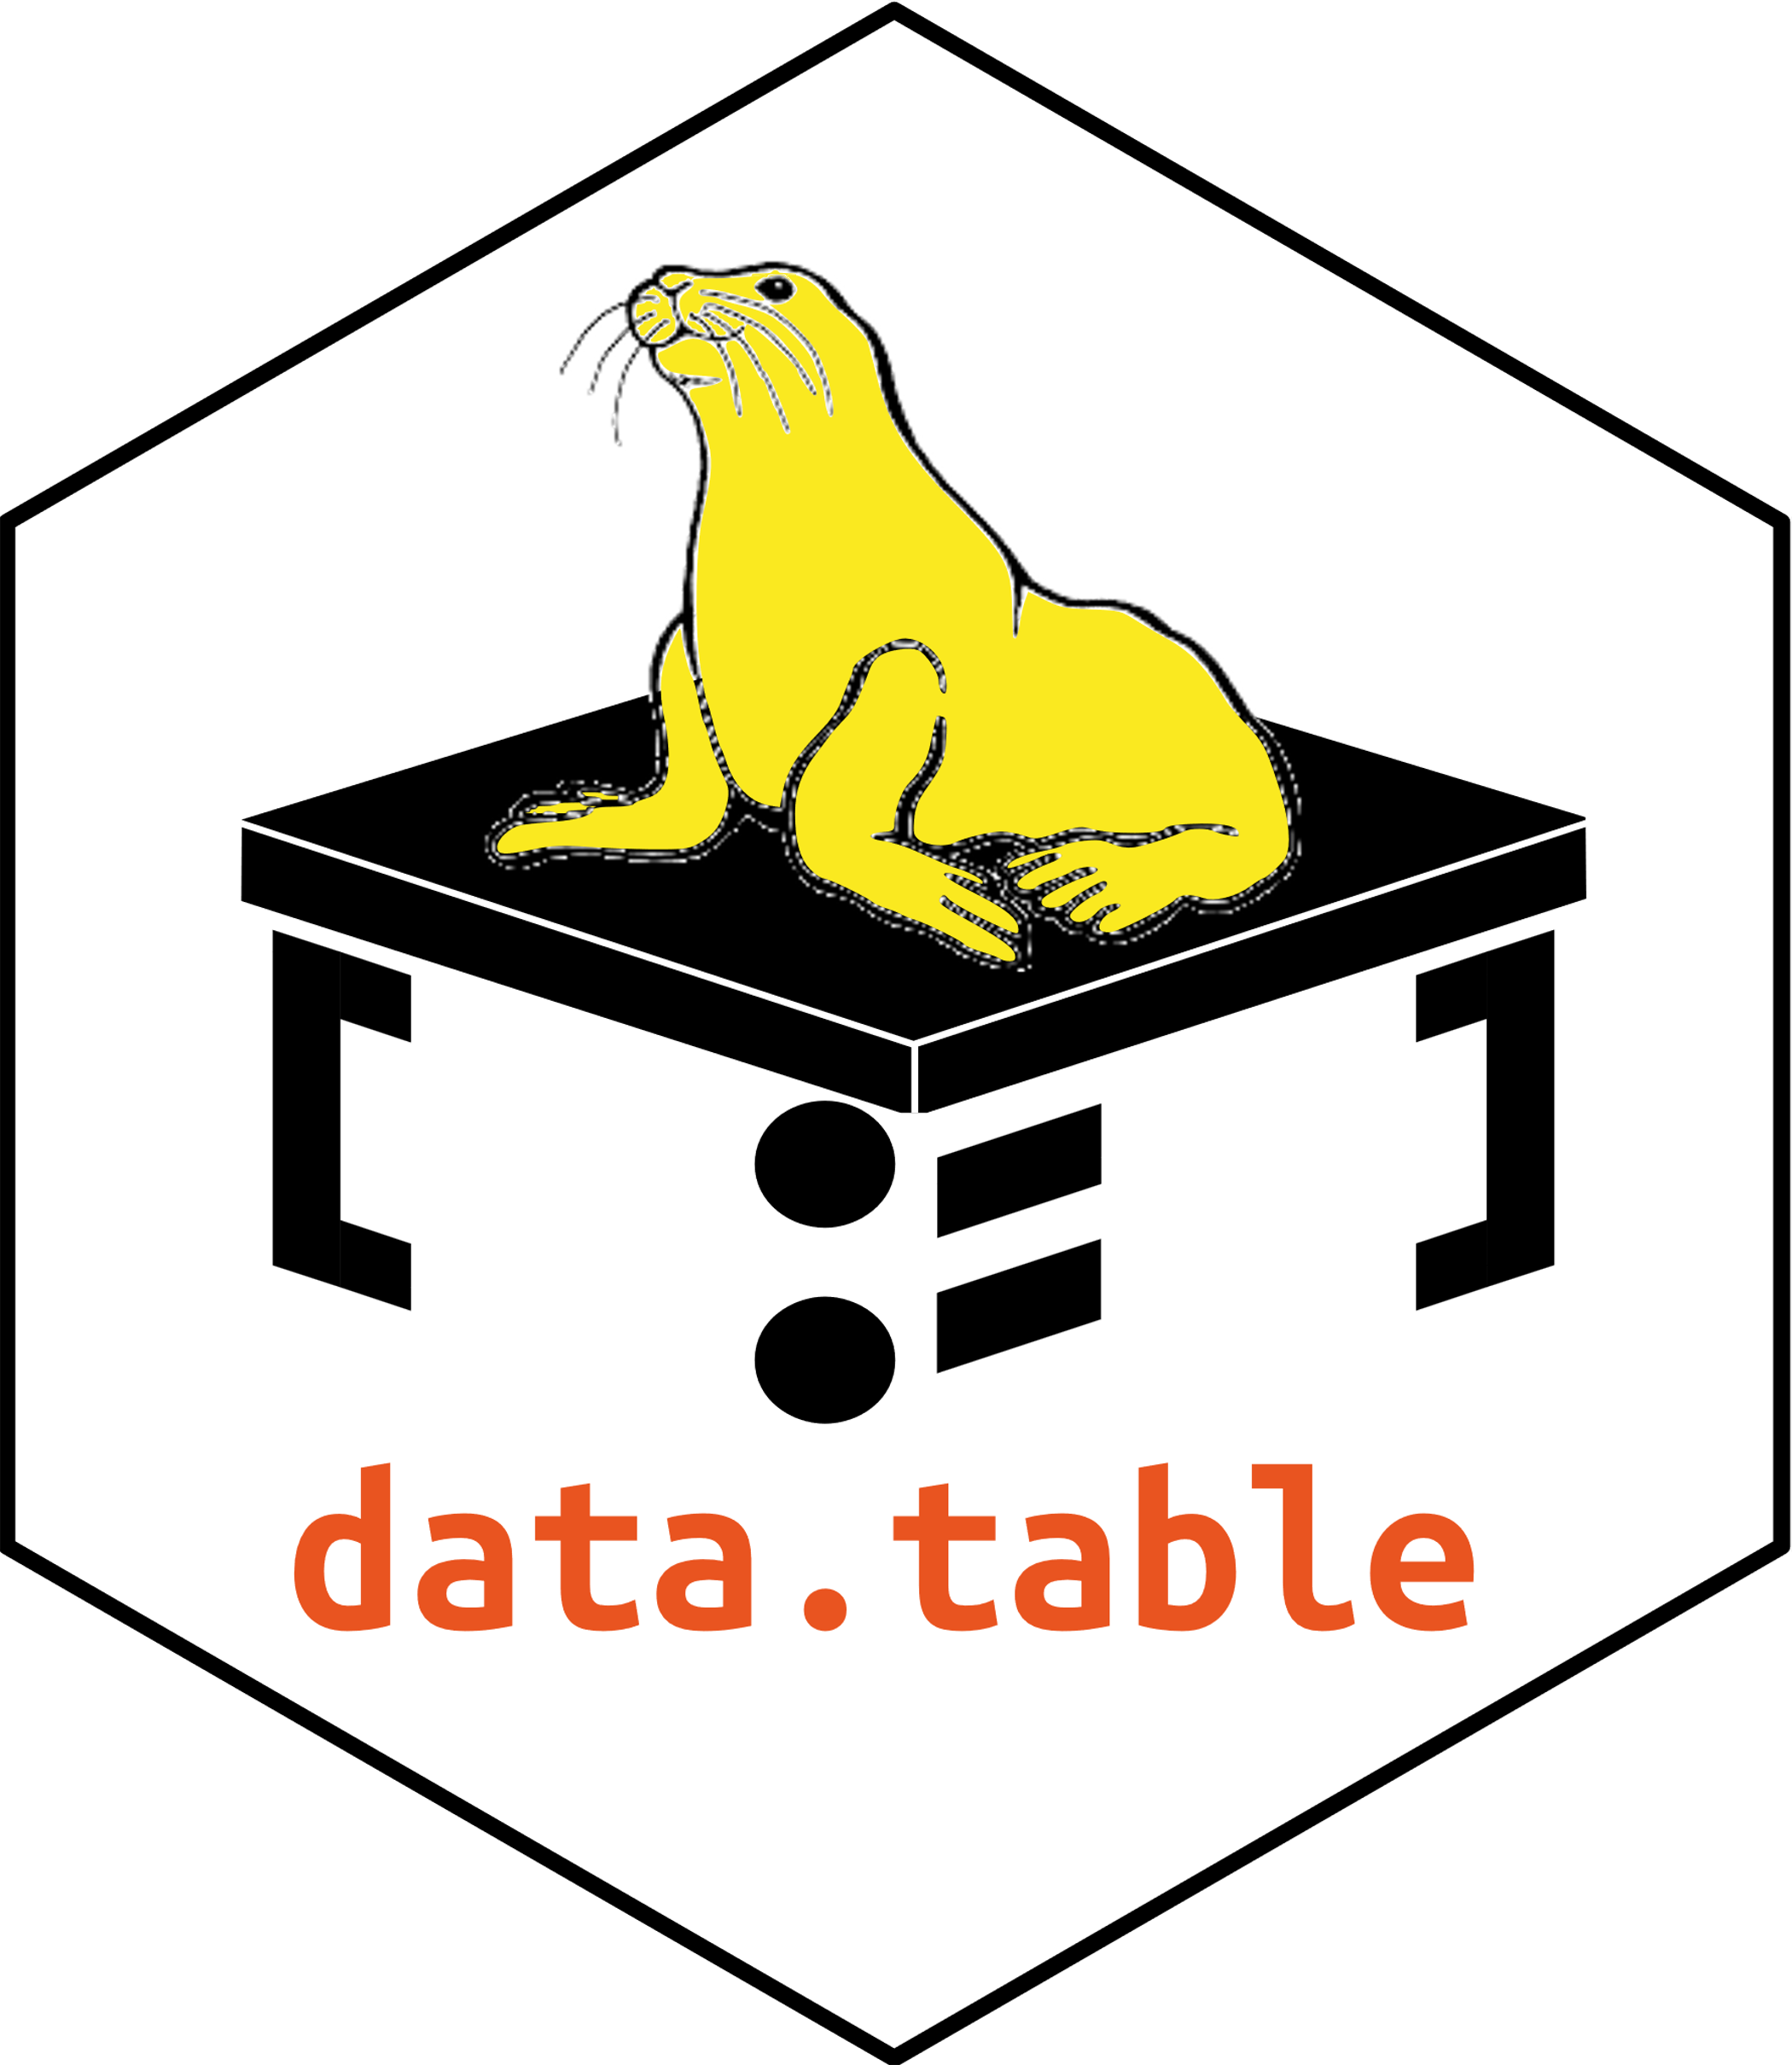 [ := ]
data.table